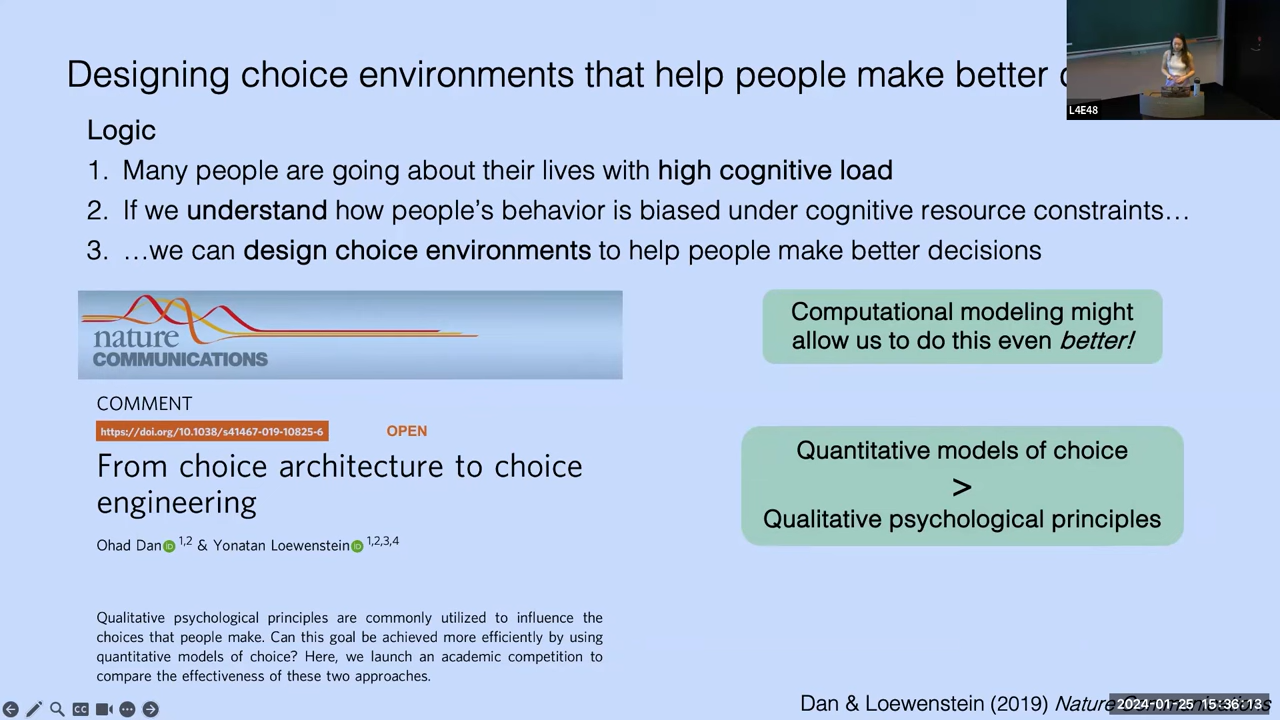 Designing choice environments that help people make better
L4E48
Logic
1. Many people are going about their lives with high cognitive load
2. If we understand how people's behavior is biased under cognitive resource constraints…
3. …we can design choice environments to help people make better decisions
nature
COMMUNICATIONS
COMMENT
https://doi.org/10.1038/s41467-019-10825-6
OPEN
From choice architecture to choice
engineering
Ohad Dan 1,2 & Yonatan Loewenstein 1,2,3,4
Qualitative psychological principles are commonly utilized to influence the
choices that people make. Can this goal be achieved more efficiently by using
quantitative models of choice? Here, we launch an academic competition to
compare the effectiveness of these two approaches.
Computational modeling might
allow us to do this even better!
Quantitative models of choice
>
Qualitative psychological principles
Dan & Loewenstein (2019) Nature
2024-01-25 15:36:13
CC